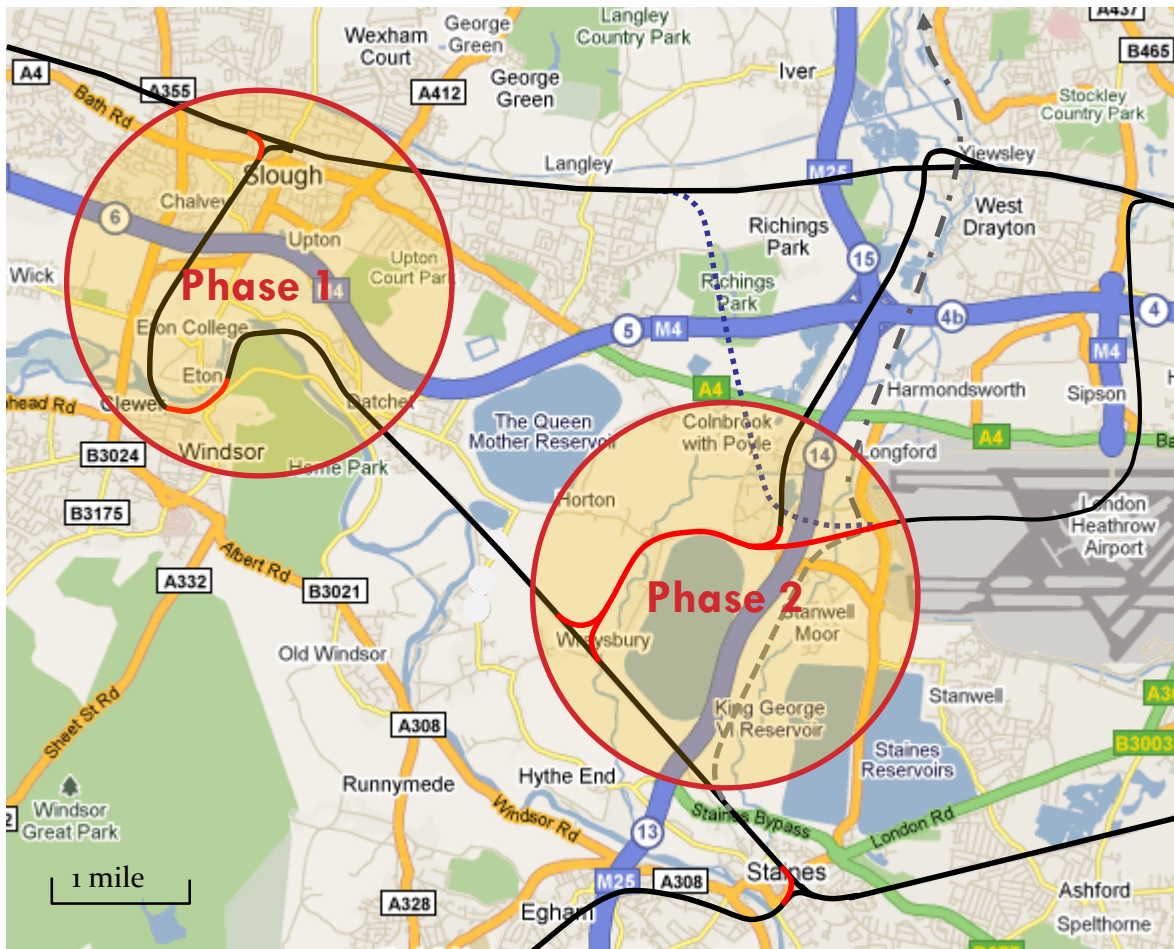 George
Green
Langley
Country Park
A437
Wexham
Court
B465
A4
Iver
A355
A412
George
Green
Stockley
Country Park
Bath Rd
Yiewsley
Langley
M25
Slough
Chalvey
West
Drayton
6
Richings
Park
Upton
Upton
Court Park
15
Wick
Phase 1
M4
Richings
Park
5
M4
4b
4
Eton College
M4
Eton
A4
Harmondsworth
Sipson
Clewer
Datchet
The Queen
Mother Reservoir
Colnbrook
with Poyle
A4
Windsor
B3024
Home Park
14
Longford
Horton
London
Heathrow
Airport
B3175
Albert Rd
A332
B3021
Phase 2
Stanwell
Moor
Wraysbury
Old Windsor
Stanwell
King George
VI Reservoir
A308
B3003
Sheet St Rd
Staines
Reservoirs
Hythe End
Runnymede
Windsor
Great Park
Windsor Rd
Staines Bypass
London Rd
13
1 mile
Staines
M25
A308
A328
Egham
Ashford
Spelthorne